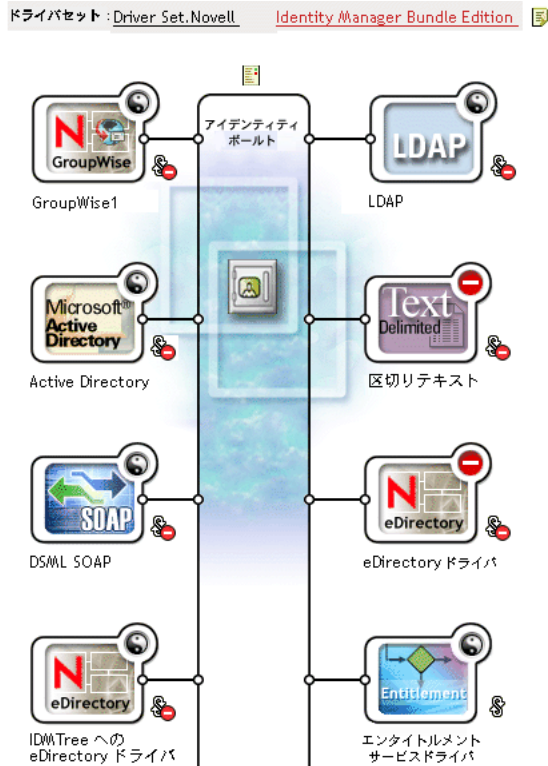 ドライバセット : Driver Set.Novell Identity Manager Bundle Edition
アイデンティティ
ボールト
N
GroupWise
GroupWise1
LDAP
LDAP
Microsoft®
Active
Directory
Active Directory
Text
Delimited
区切りテキスト
SOAP
DSML SOAP
N
eDirectory
eDirectory ドライバ
N
eDirectory
IDMTree への
eDirectory ドライバ
Entitlement
エンタイトルメント
サービスドライバ